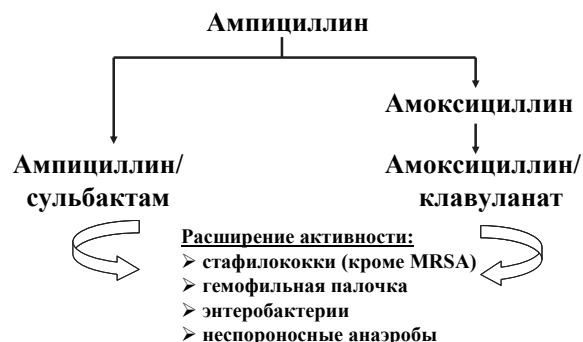 Ампициллин
Амоксициллин
Ампициллин/
сульбактам
Амоксициллин/
клавуланат
Расширение активности:
➢ стафилококки (кроме MRSA)
➢ гемофильная палочка
➢ энтеробактерии
➢ неспороносные анаэробы